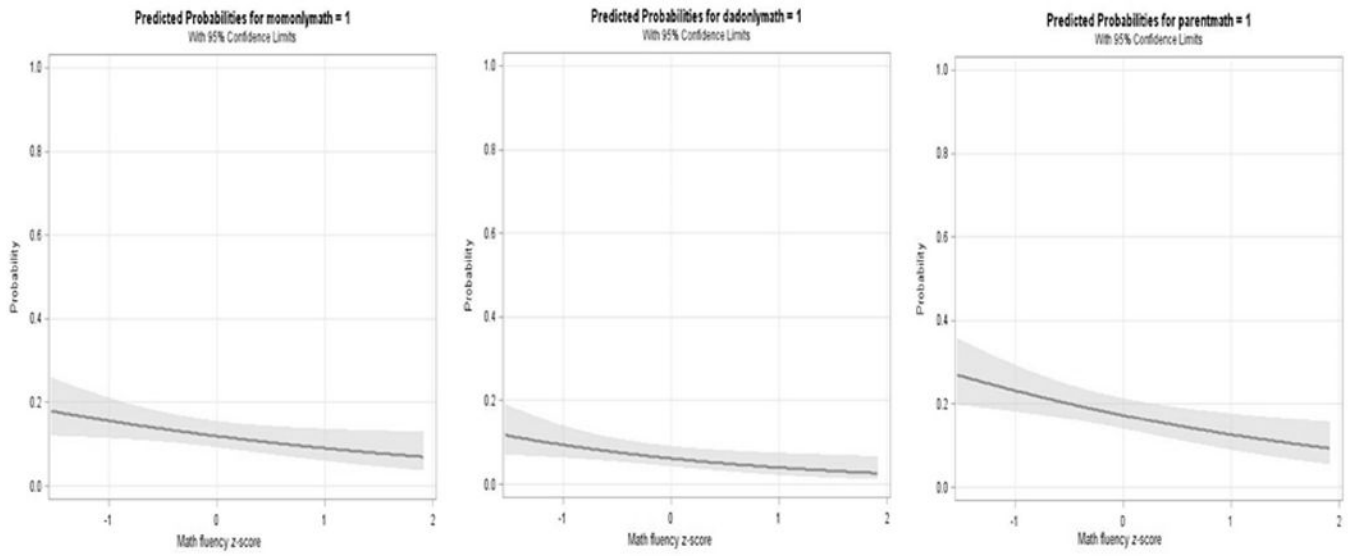 Predicted Probabilities for momonlymath = 1
With 95% Confidence Limits
1.0
0.8
0.6
0.4
0.2
0.0
Probability
-1
0
1
2
Math fluency z-score
Predicted Probabilities for dadonlymath = 1
With 95% Confidence Limits
1.0
0.8
0.6
0.4
0.2
0.0
Probability
-1
0
1
2
Math fluency z-score
Predicted Probabilities for parentmath = 1
With 95% Confidence Limits
1.0
0.8
0.6
0.4
0.2
0.0
Probability
-1
0
1
2
Math fluency z-score